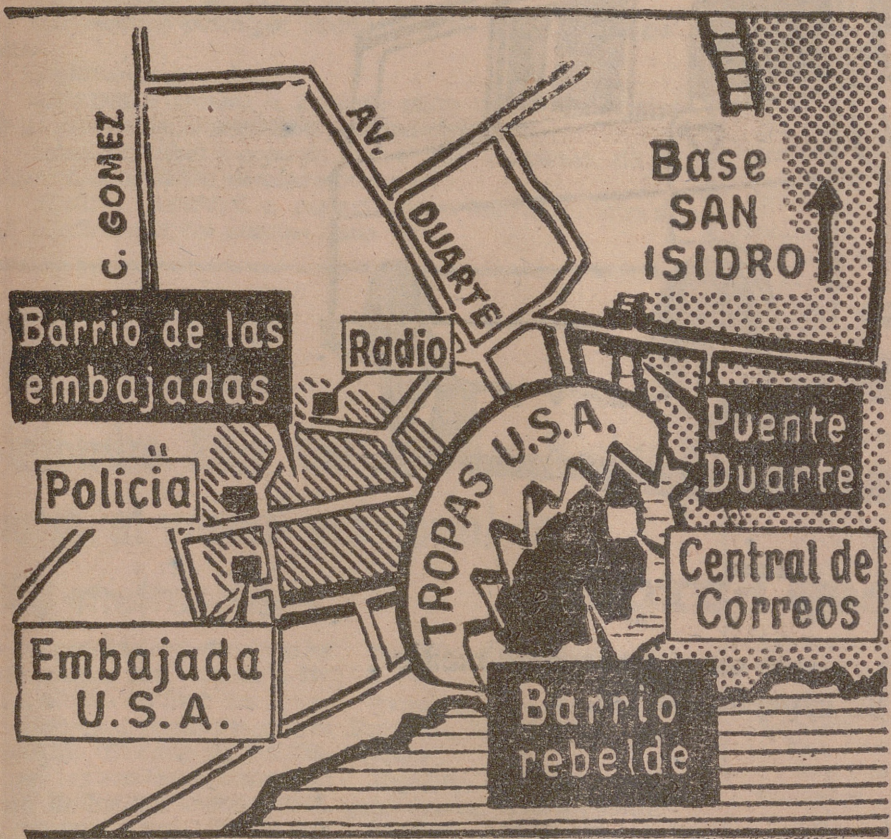 C. GOMEZ
AV.
DUARTE
Base
SAN
ISIDRO
Barrio de las
embajadas
Radio
Policia
TROPAS U.S.A.
Puente
Duarte
Central de
Correos
Embajada
U.S.A.
Barrio
rebelde